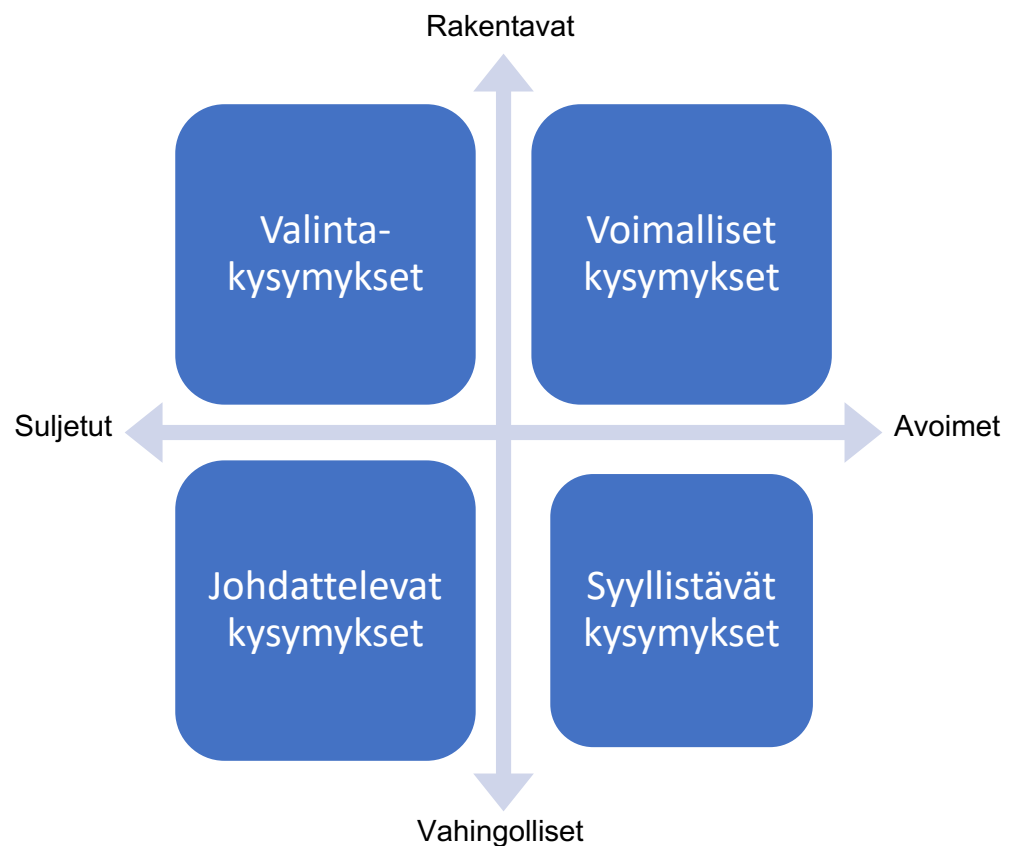 Rakentavat
Valinta-
kysymykset
Voimalliset
kysymykset
Suljetut
Avoimet
Johdattelevat
kysymykset
Syyllistävät
kysymykset
Vahingolliset